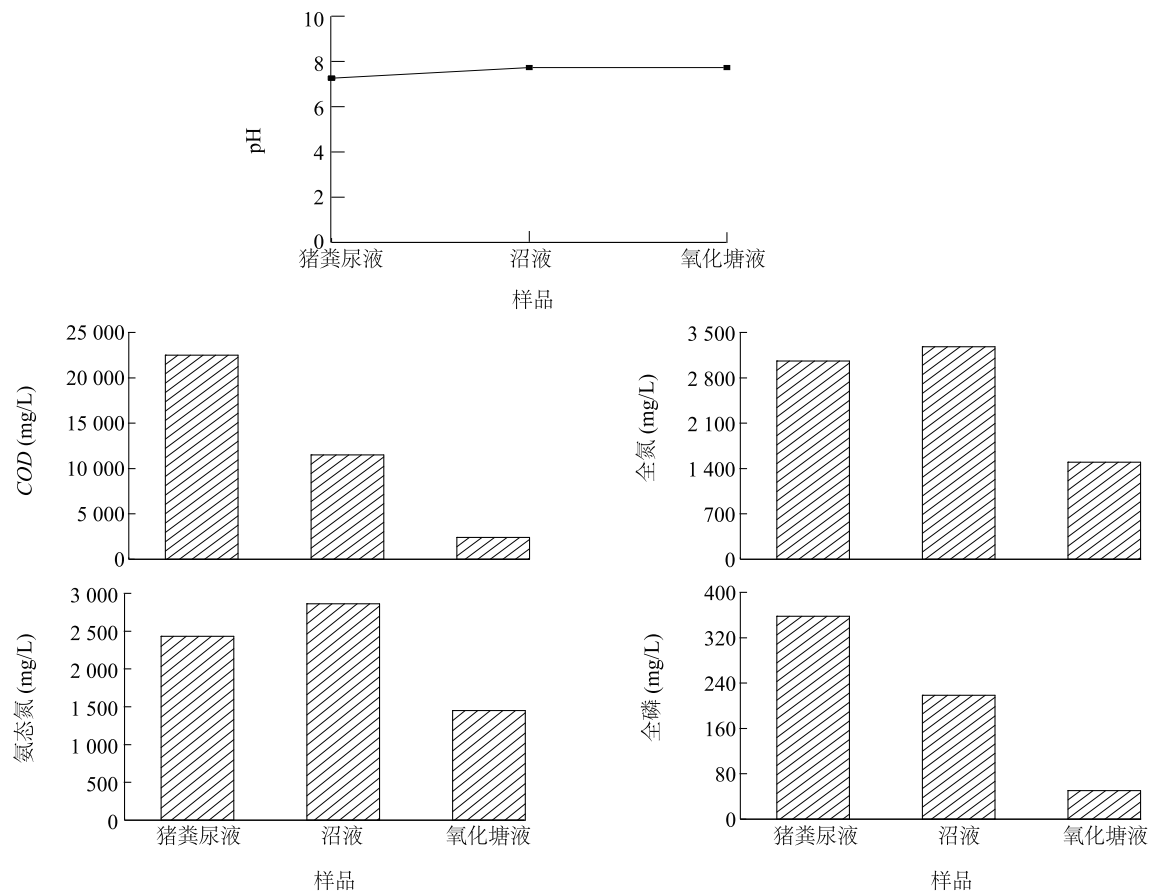 10
8
6
4
2
0
pH
猪粪尿液 沼液 氧化塘液
样品
25 000
20 000
15 000
10 000
5 000
0
COD (mg/L)
3 500
2 800
2 100
1 400
700
0
全氮 (mg/L)
3 000
2 500
2 000
1 500
1 000
500
0
氨态氮 (mg/L)
猪粪尿液 沼液 氧化塘液
样品
400
320
240
160
80
0
全磷 (mg/L)
猪粪尿液 沼液 氧化塘液
样品